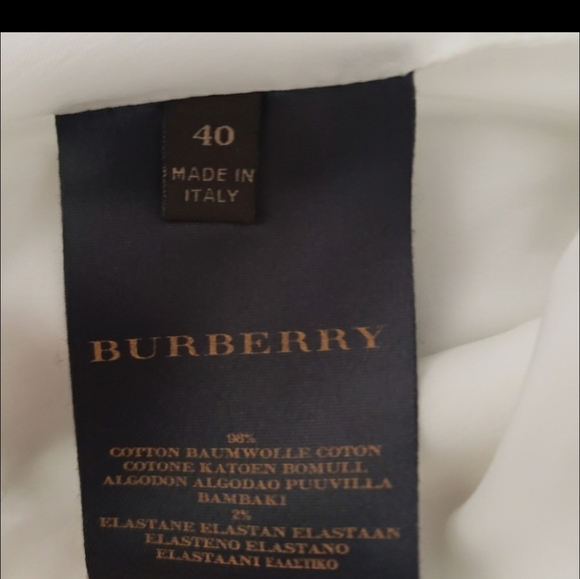 40
MADE IN
ITALY
BURBERRY
98%
COTTON BAUMWOLLE COTON
COTONE KATOEN BOMULL
ALGODON ALGODAO PUUVILLA
BAMBAKI
2%
ELASTANE ELASTAN ELASTAAN
ELASTENO ELASTANO
ELASTAANI ΕΛΑΣΤΙΚΟ